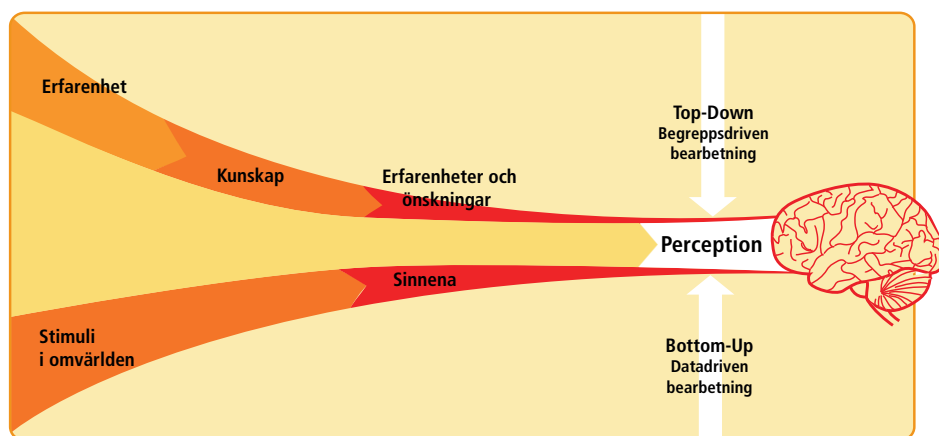 Erfarenhet
Kunskap
Erfarenheter och
önskningar
Top-Down
Begreppsdriven
bearbetning
Perception
Sinnena
Stimuli
i omvärlden
Bottom-Up
Datadriven
bearbetning